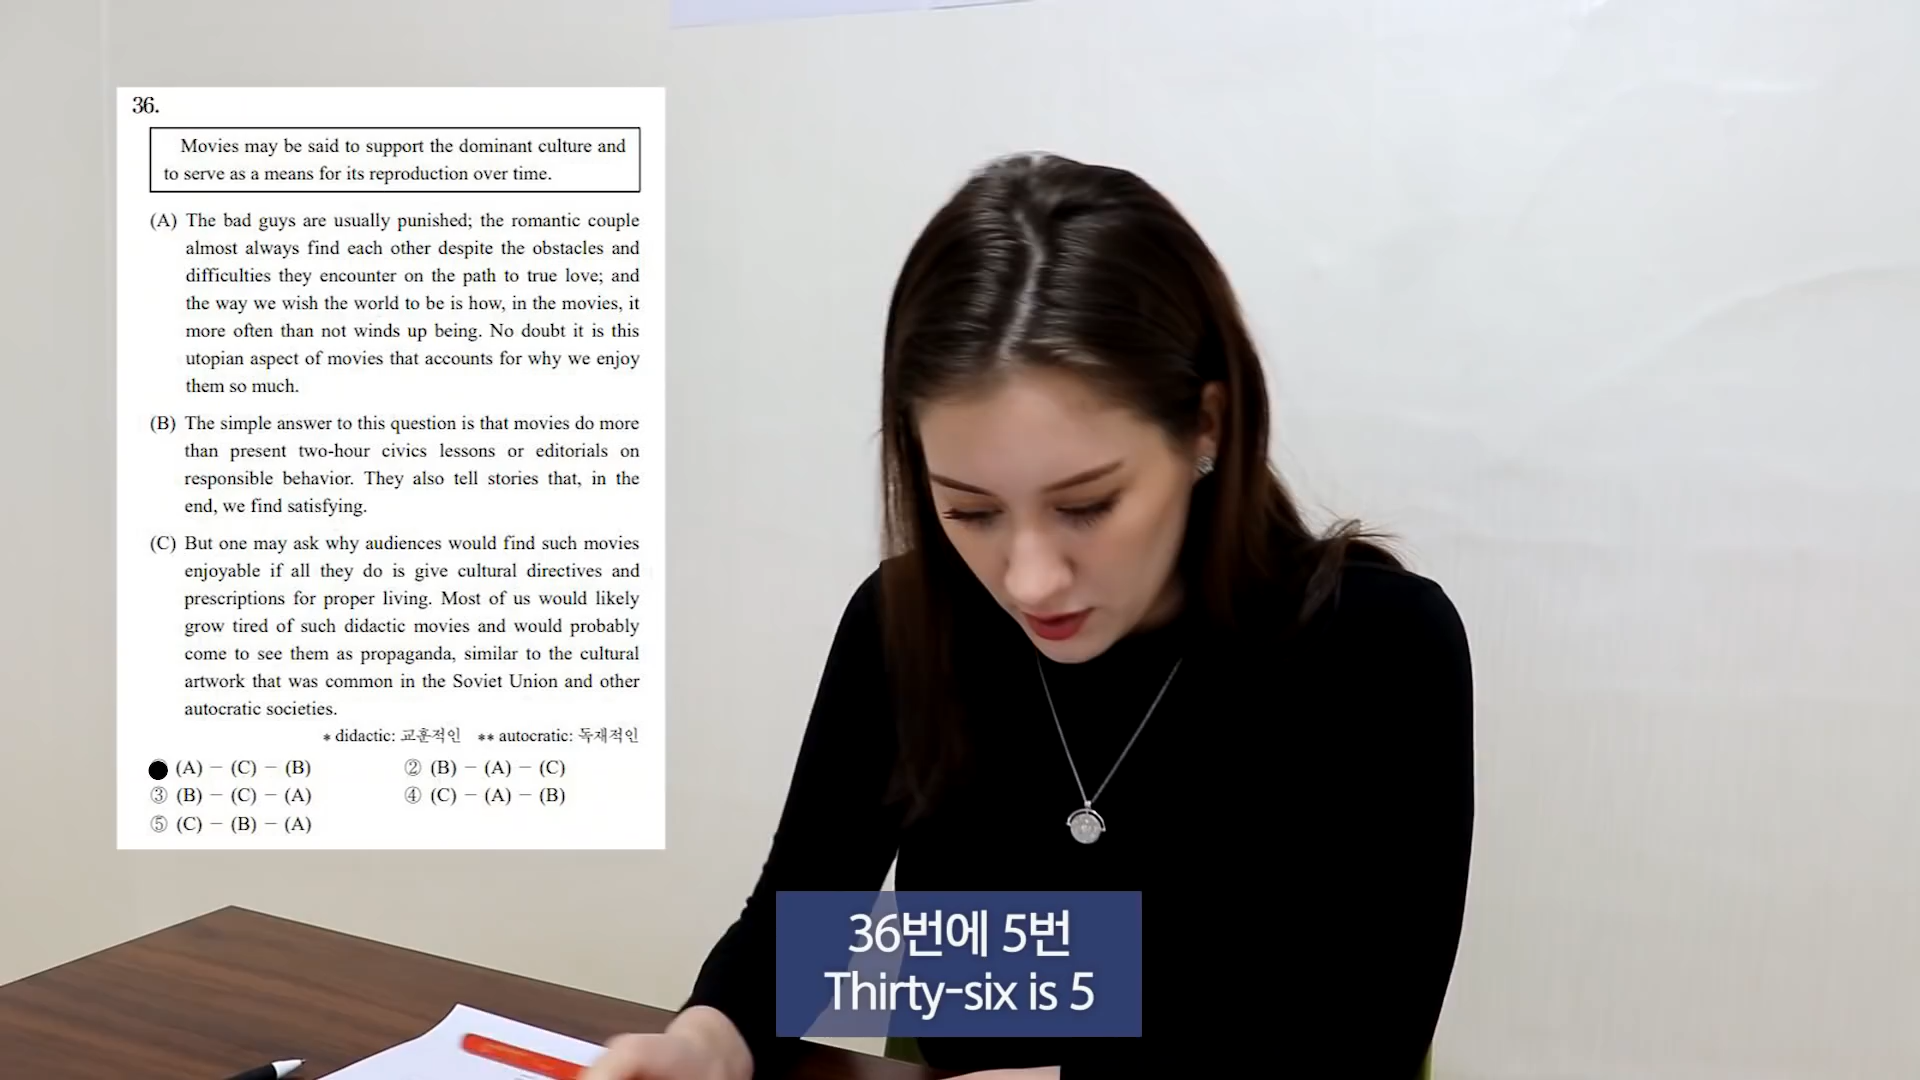 36.
Movies may be said to support the dominant culture and
to serve as a means for its reproduction over time.
(A) The bad guys are usually punished; the romantic couple
almost always find each other despite the obstacles and
difficulties they encounter on the path to true love; and
the way we wish the world to be is how, in the movies, it
more often than not winds up being. No doubt it is this
utopian aspect of movies that accounts for why we enjoy
them so much.
(B) The simple answer to this question is that movies do more
than present two-hour civics lessons or editorials on
responsible behavior. They also tell stories that, in the
end, we find satisfying.
(C) But one may ask why audiences would find such movies
enjoyable if all they do is give cultural directives and
prescriptions for proper living. Most of us would likely
grow tired of such didactic movies and would probably
come to see them as propaganda, similar to the cultural
artwork that was common in the Soviet Union and other
autocratic societies.
* didactic: 교훈적인 ** autocratic: 독재적인
(A) - (C) - (B) ② (B) - (A) - (C)
③ (B) - (C) - (A) ④ (C) - (A) - (B)
⑤ (C) - (B) - (A)
36번에 5번
Thirty-six is 5